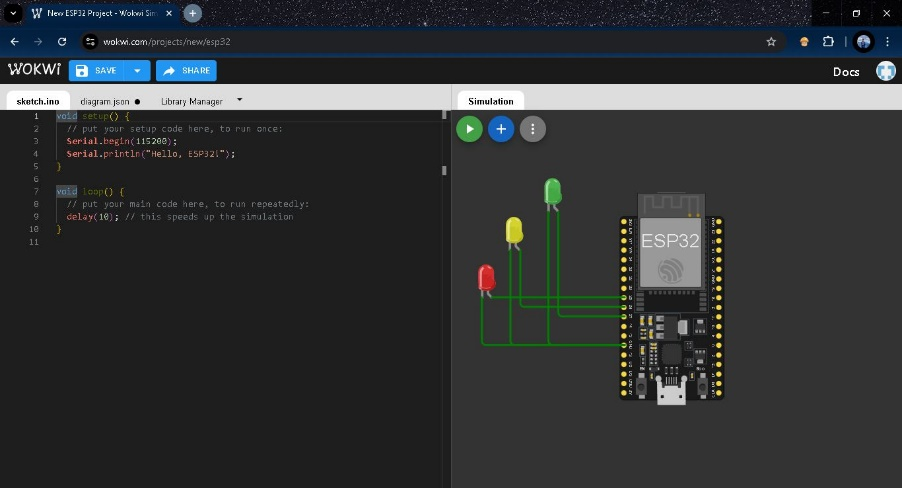 New ESP32 Project - Wokwi Sim
wokwi.com/projects/new/esp32
WOKWI
SAVE
SHARE
Docs
sketch.ino
diagram.json
Library Manager
Simulation
1 void setup() {
2 // put your setup code here, to run once:
3 Serial.begin(115200);
4 Serial.println("Hello, ESP32!");
5 }
6
7 void loop() {
8 // put your main code here, to run repeatedly:
9 delay(10); // this speeds up the simulation
10 }
11
ESP32